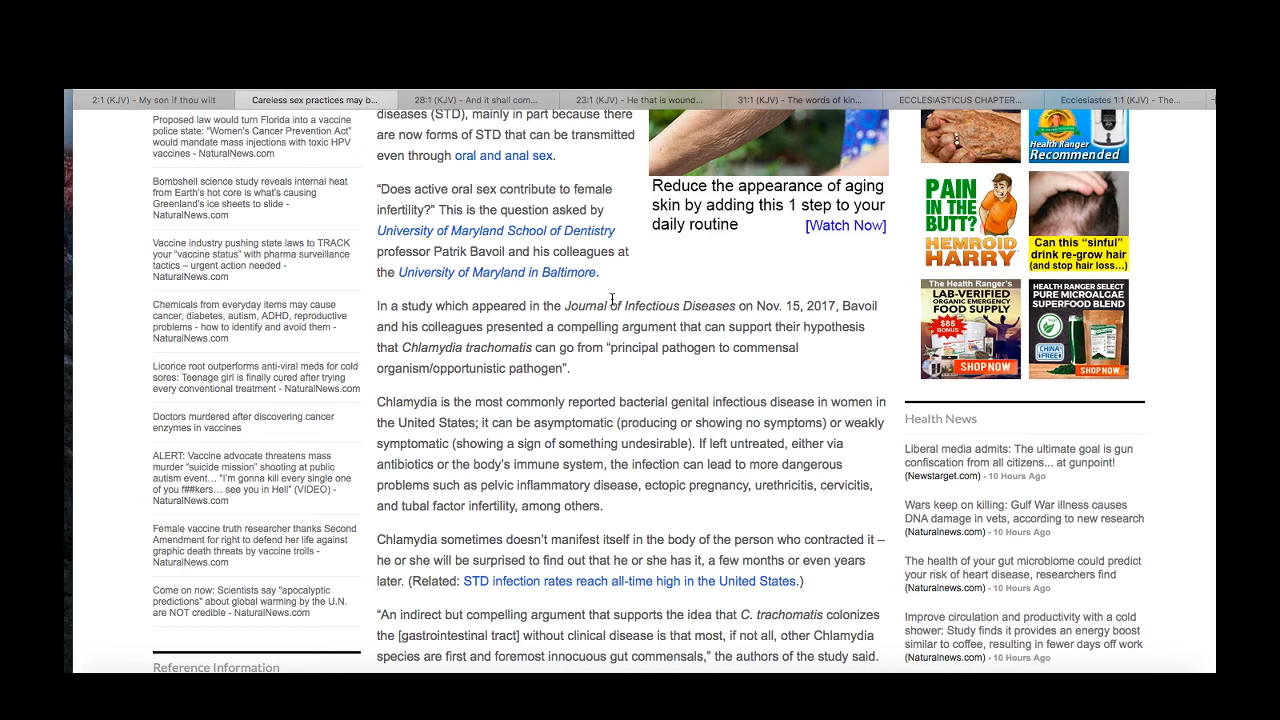 2:1 (KJV) - My son if thou wilt
Careless sex practices may b...
28:1 (KJV) - And it shall com...
23:1 (KJV) - He that is wound...
31:1 (KJV) - The words of kin...
ECCLESIASTICUS CHAPTER...
Ecclesiastes 1:1 (KJV) - The...
Proposed law would turn Florida into a vaccine
police state: “Women’s Cancer Prevention Act”
would mandate mass injections with toxic HPV
vaccines - NaturalNews.com
Bombshell science study reveals internal heat
from Earth’s hot core is what’s causing
Greenland’s ice sheets to slide -
NaturalNews.com
Vaccine industry pushing state laws to TRACK
your “vaccine status” with pharma surveillance
tactics – urgent action needed -
NaturalNews.com
Chemicals from everyday items may cause
cancer, diabetes, autism, ADHD, reproductive
problems - how to identify and avoid them -
NaturalNews.com
Licorice root outperforms anti-viral meds for cold
sores: Teenage girl is finally cured after trying
every conventional treatment - NaturalNews.com
Doctors murdered after discovering cancer
enzymes in vaccines
ALERT: Vaccine advocate threatens mass
murder “suicide mission” shooting at public
autism event... “I’m gonna kill every single one
of you f##kers... see you in Hell” (VIDEO) -
NaturalNews.com
Female vaccine truth researcher thanks Second
Amendment for right to defend her life against
graphic death threats by vaccine trolls -
NaturalNews.com
Come on now: Scientists say “apocalyptic
predictions” about global warming by the U.N.
are NOT credible - NaturalNews.com
Reference Information
diseases (STD), mainly in part because there
are now forms of STD that can be transmitted
even through oral and anal sex.
“Does active oral sex contribute to female
infertility?” This is the question asked by
University of Maryland School of Dentistry
professor Patrik Bavoil and his colleagues at
the University of Maryland in Baltimore.
In a study which appeared in the Journal of Infectious Diseases on Nov. 15, 2017, Bavoil
and his colleagues presented a compelling argument that can support their hypothesis
that Chlamydia trachomatis can go from “principal pathogen to commensal
organism/opportunistic pathogen”.
Chlamydia is the most commonly reported bacterial genital infectious disease in women in
the United States; it can be asymptomatic (producing or showing no symptoms) or weakly
symptomatic (showing a sign of something undesirable). If left untreated, either via
antibiotics or the body’s immune system, the infection can lead to more dangerous
problems such as pelvic inflammatory disease, ectopic pregnancy, urethritics, cervicitis,
and tubal factor infertility, among others.
Chlamydia sometimes doesn’t manifest itself in the body of the person who contracted it –
he or she will be surprised to find out that he or she has it, a few months or even years
later. (Related: STD infection rates reach all-time high in the United States.)
“An indirect but compelling argument that supports the idea that C. trachomatis colonizes
the [gastrointestinal tract] without clinical disease is that most, if not all, other Chlamydia
species are first and foremost innocuous gut commensals,” the authors of the study said.
Reduce the appearance of aging
skin by adding this 1 step to your
daily routine
[Watch Now]
Health Ranger
Recommended
PAIN
IN THE
BUTT?
HEMROID
HARRY
Can this “sinful”
drink re-grow hair
(and stop hair loss...)
The Health Ranger's
LAB-VERIFIED
ORGANIC EMERGENCY
FOOD SUPPLY
$85
BONUS
SHOP NOW
HEALTH RANGER SELECT
PURE MICROALGAE
SUPERFOOD BLEND
CHINA
FREE
SHOP NOW
Health News
Liberal media admits: The ultimate goal is gun
confiscation from all citizens... at gunpoint!
(Newstarget.com) - 10 Hours Ago
Wars keep on killing: Gulf War illness causes
DNA damage in vets, according to new research
(Naturalnews.com) - 10 Hours Ago
The health of your gut microbiome could predict
your risk of heart disease, researchers find
(Naturalnews.com) - 10 Hours Ago
Improve circulation and productivity with a cold
shower: Study finds it provides an energy boost
similar to coffee, resulting in fewer days off work
(Naturalnews.com) - 10 Hours Ago